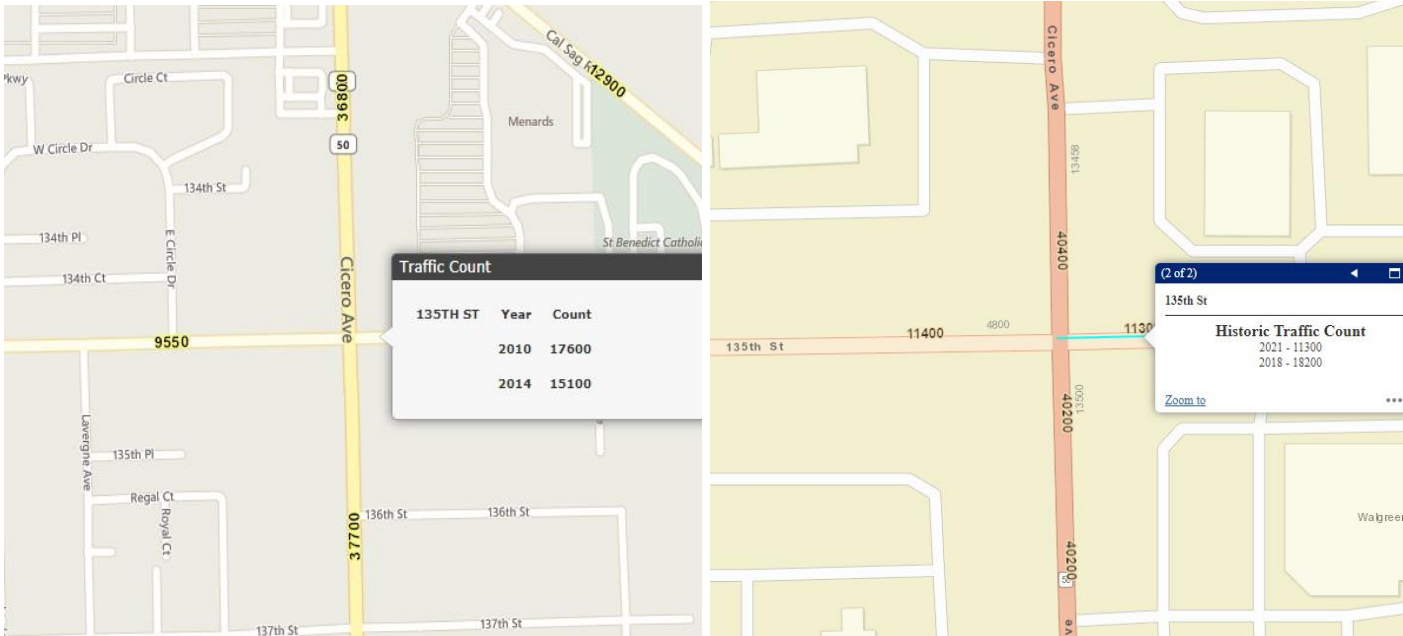 Pkwy
Circle Ct
W Circle Dr
134th St
134th Pl
E Circle Dr
134th Ct
36800
50
Cicero Ave
Cal Sag
12900
Menards
St Benedict Catholic
Traffic Count
135TH ST Year Count
2010 17600
2014 15100
9550
Lavergne Ave
135th Pl
Regal Ct
Royal Ct
136th St
136th St
37700
137th St
137th St
Cicero Ave
13458
40400
11400
4800
135th St
1130
(2 of 2)
135th St
Historic Traffic Count
2021 - 11300
2018 - 18200
Zoom to
•••
13500
40200
40200
50
ve
Walgreen